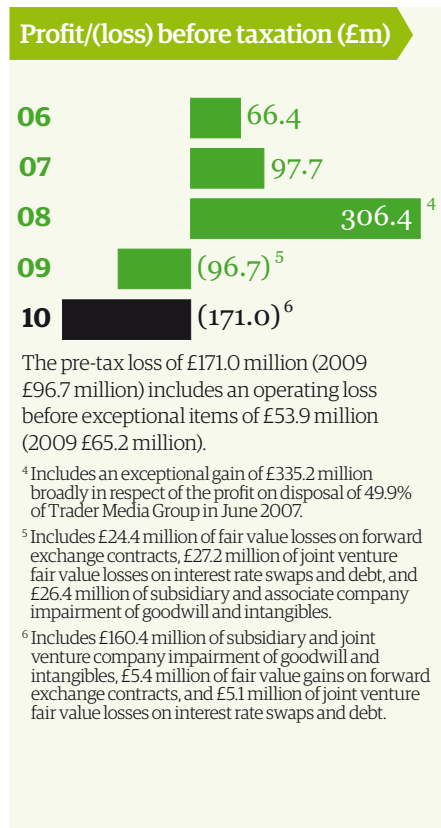 Profit/(loss) before taxation (£m)
06 66.4
07 97.7
08 306.4 4
09 (96.7) 5
10 (171.0) 6
The pre-tax loss of £171.0 million (2009
£96.7 million) includes an operating loss
before exceptional items of £53.9 million
(2009 £65.2 million).
4 Includes an exceptional gain of £335.2 million
broadly in respect of the profit on disposal of 49.9%
of Trader Media Group in June 2007.
5 Includes £24.4 million of fair value losses on forward
exchange contracts, £27.2 million of joint venture
fair value losses on interest rate swaps and debt, and
£26.4 million of subsidiary and associate company
impairment of goodwill and intangibles.
6 Includes £160.4 million of subsidiary and joint
venture company impairment of goodwill and
intangibles, £5.4 million of fair value gains on forward
exchange contracts, and £5.1 million of joint venture
fair value losses on interest rate swaps and debt.